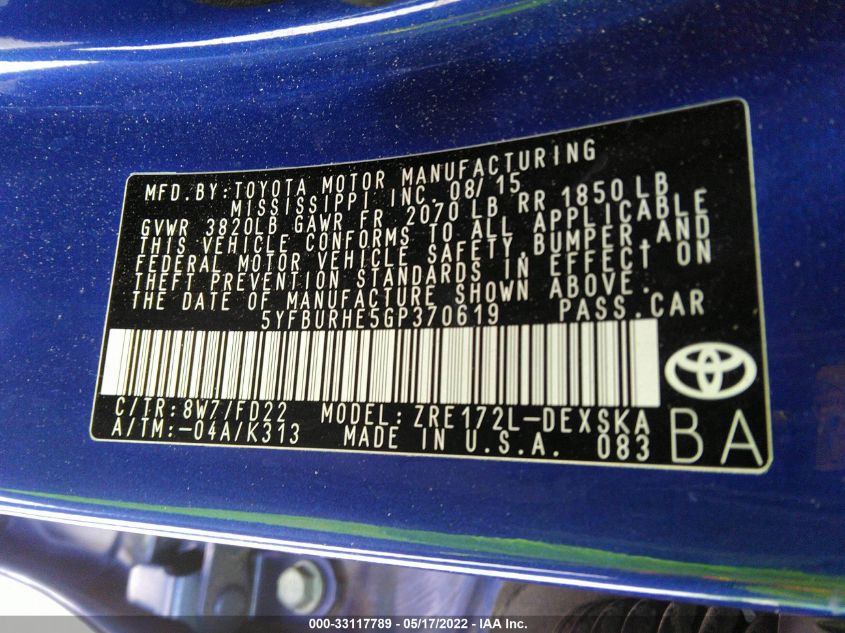 MFD.BY:TOYOTA MOTOR MANUFACTURING
MISSISSIPPI INC. 08/15
GVWR 3820LB GAWR FR 2070 LB RR 1850 LB
THIS VEHICLE CONFORMS TO ALL APPLICABLE
FEDERAL MOTOR VEHICLE SAFETY,BUMPER,AND
THEFT PREVENTION STANDARDS IN EFFECT ON
THE DATE OF MANUFACTURE SHOWN ABOVE.
5YFBURHE5GP370619 PASS.CAR
C/TR:8W7/FD22 MODEL:ZRE172L-DEXSKA
A/TM:-04A/K313 MADE IN U.S.A. 083
BA
000-33117789 — 05/17/2022 — IAA Inc.